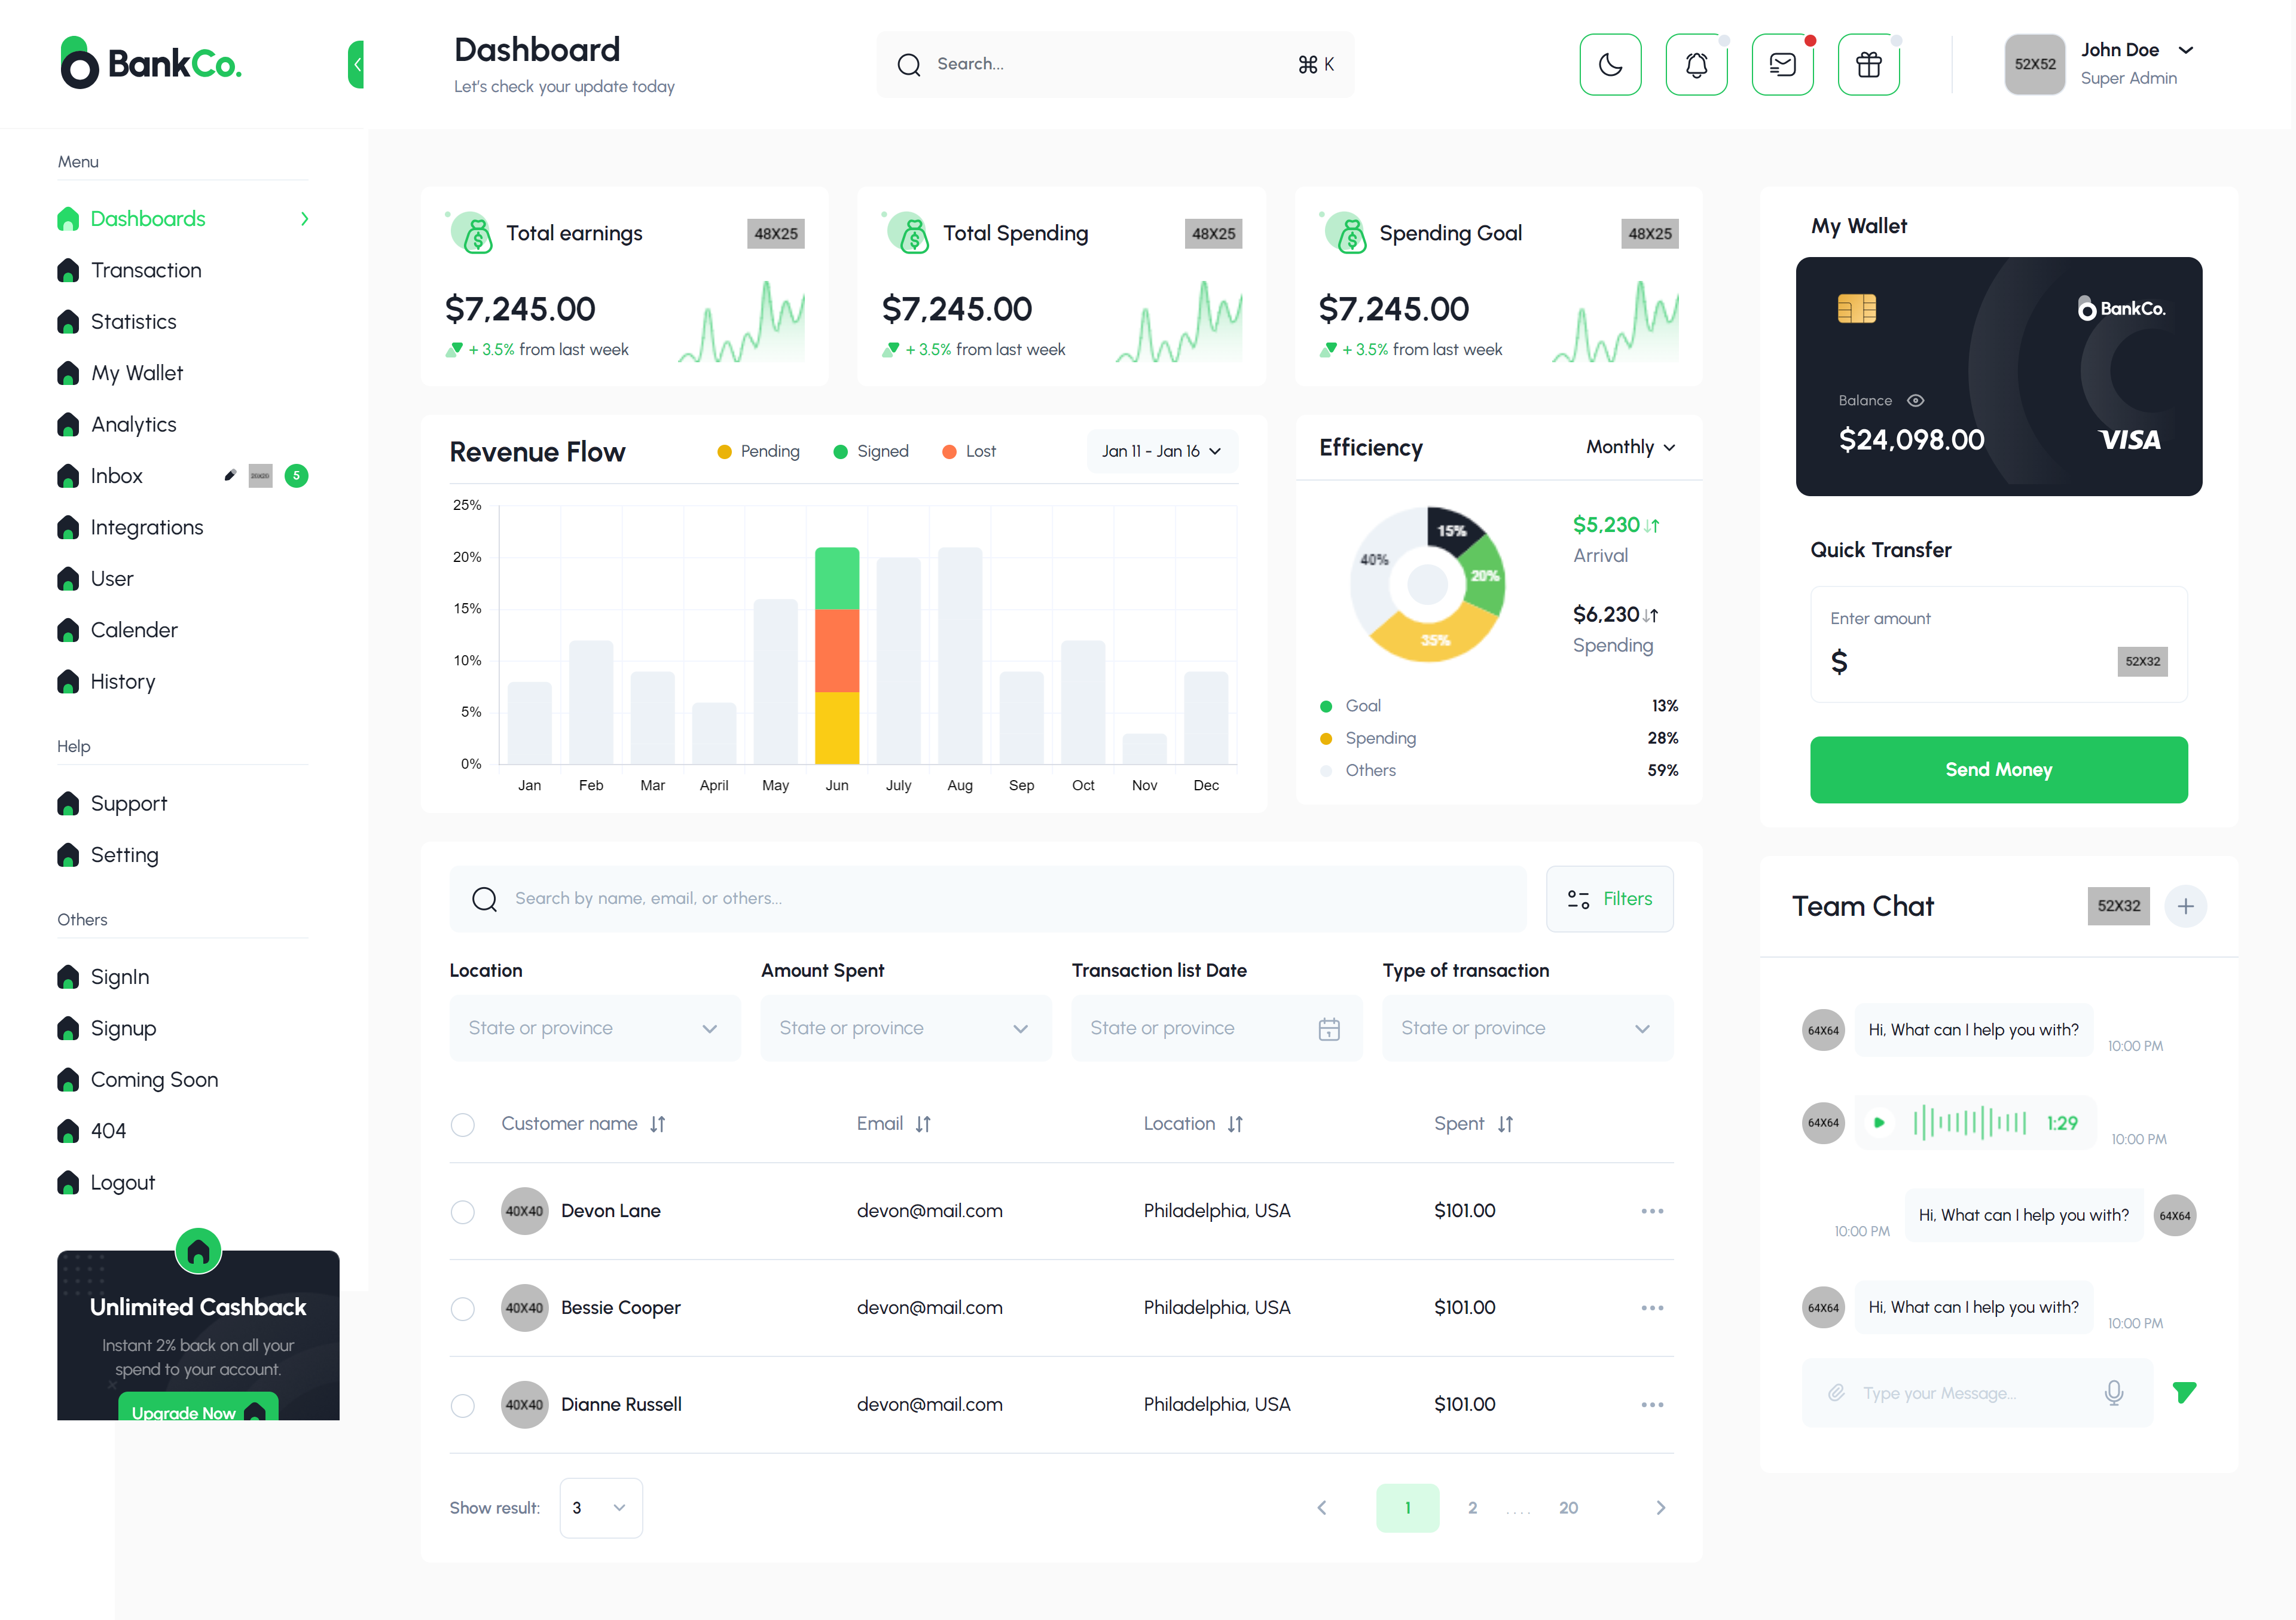 BankCo.
Dashboard
Let's check your update today
Search...
⌘ K
52X52
John Doe
Super Admin
Menu
Dashboards
Transaction
Statistics
My Wallet
Analytics
Inbox
5
Integrations
User
Calender
History
Help
Support
Setting
Others
SignIn
Signup
Coming Soon
404
Logout
Unlimited Cashback
Instant 2% back on all your
spend to your account.
Upgrade Now
Total earnings
48X25
$7,245.00
+ 3.5% from last week
Total Spending
48X25
$7,245.00
+ 3.5% from last week
Spending Goal
48X25
$7,245.00
+ 3.5% from last week
Revenue Flow
Pending
Signed
Lost
Jan 11 - Jan 16
25%
20%
15%
10%
5%
0%
Jan
Feb
Mar
April
May
Jun
July
Aug
Sep
Oct
Nov
Dec
Efficiency
Monthly
15%
20%
35%
40%
$5,230
Arrival
$6,230
Spending
Goal 13%
Spending 28%
Others 59%
Search by name, email, or others...
Filters
Location
State or province
Amount Spent
State or province
Transaction list Date
State or province
1
Type of transaction
State or province
Customer name Email Location Spent
40X40 Devon Lane devon@mail.com Philadelphia, USA $101.00
40X40 Bessie Cooper devon@mail.com Philadelphia, USA $101.00
40X40 Dianne Russell devon@mail.com Philadelphia, USA $101.00
Show result: 3
1 2 .... 20
My Wallet
BankCo.
Balance
$24,098.00
VISA
Quick Transfer
Enter amount
$
52X32
Send Money
Team Chat
52X32
64X64
Hi, What can I help you with?
10:00 PM
64X64
1:29
10:00 PM
10:00 PM
Hi, What can I help you with?
64X64
64X64
Hi, What can I help you with?
10:00 PM
Type your Message...